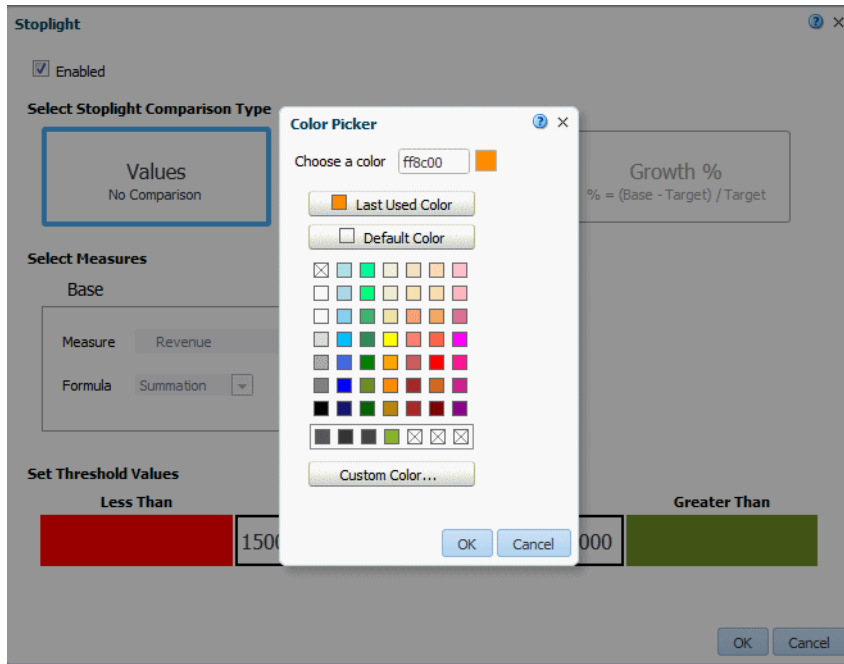 Stoplight
Enabled
Select Stoplight Comparison Type
Values
No Comparison
Growth %
% = (Base - Target) / Target
Color Picker
Choose a color ff8c00
Last Used Color
Default Color
Custom Color...
OK Cancel
Select Measures
Base
Measure Revenue
Formula Summation
Set Threshold Values
Less Than
Greater Than
1500
000
OK Cancel